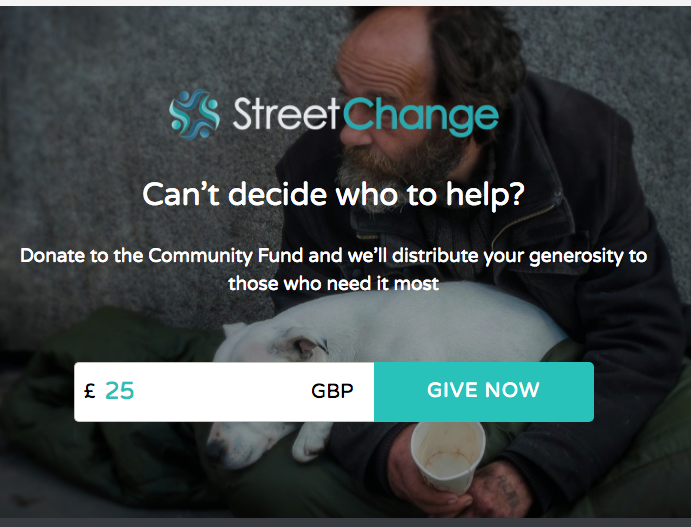 StreetChange
Can't decide who to help?
Donate to the Community Fund and we'll distribute your generosity to
those who need it most
£ 25 GBP GIVE NOW